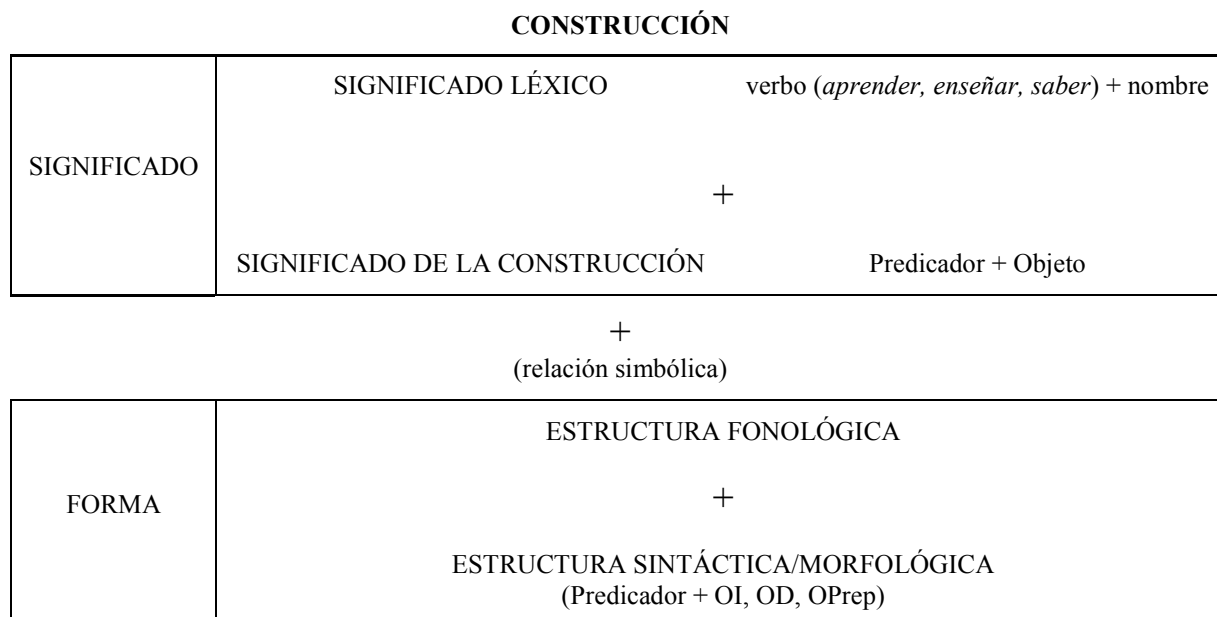 CONSTRUCCIÓN
SIGNIFICADO LÉXICO verbo (aprender, enseñar, saber) + nombre
SIGNIFICADO
+
SIGNIFICADO DE LA CONSTRUCCIÓN Predicador + Objeto
+
(relación simbólica)
ESTRUCTURA FONOLÓGICA
FORMA +
ESTRUCTURA SINTÁCTICA/MORFOLÓGICA
(Predicador + OI, OD, OPrep)